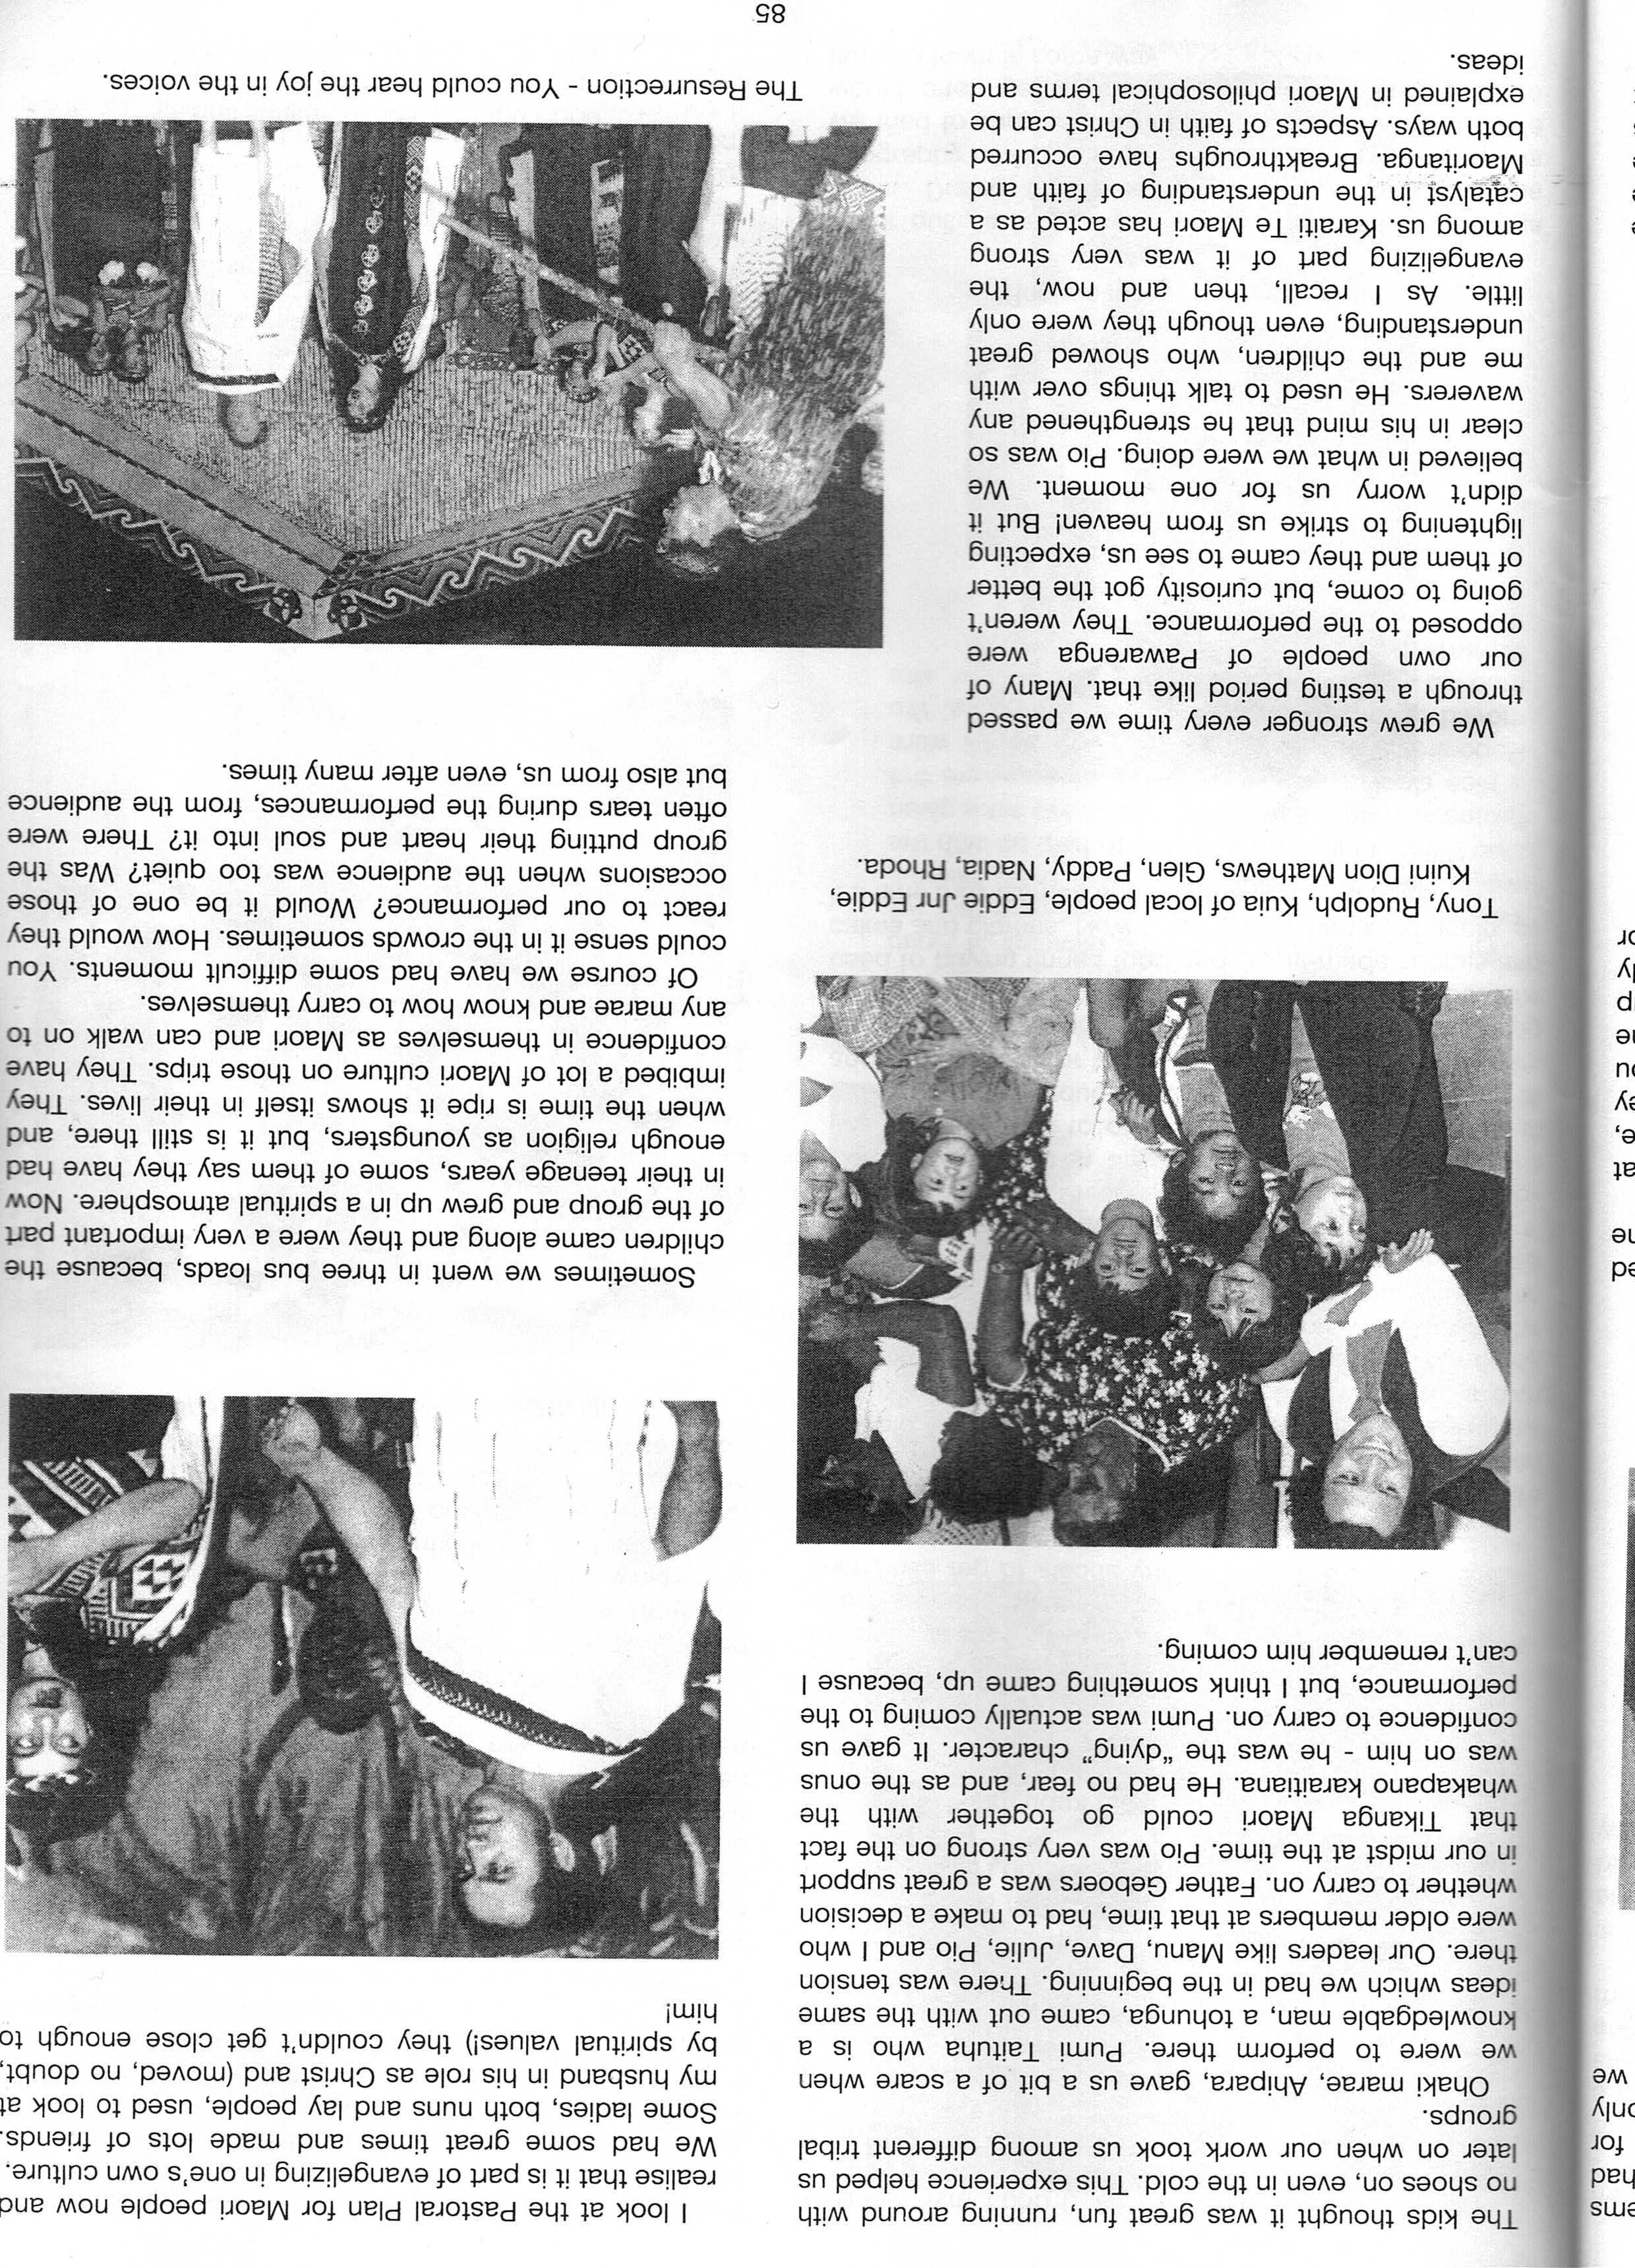 ems
had
for
only
we
ed
ne
at
e,
ey
ou
ne
up
ly
or
The kids thought it was great fun, running around with
no shoes on, even in the cold. This experience helped us
later on when our work took us among different tribal
groups.
Ohaki marae, Ahipara, gave us a bit of a scare when
we were to perform there. Pumi Taituha who is a
knowledgable man, a tohunga, came out with the same
ideas which we had in the beginning. There was tension
there. Our leaders like Manu, Dave, Julie, Pio and I who
were older members at that time, had to make a decision
whether to carry on. Father Geboers was a great support
in our midst at the time. Pio was very strong on the fact
that Tikanga Maori could go together with the
whakapano karaitiana. He had no fear, and as the onus
was on him - he was the “dying” character. It gave us
confidence to carry on. Pumi was actually coming to the
performance, but I think something came up, because I
can’t remember him coming.
Tony, Rudolph, Kuia of local people, Eddie Jnr Eddie,
Kuini Dion Mathews, Glen, Paddy, Nadia, Rhoda.
We grew stronger every time we passed
through a testing period like that. Many of
our own people of Pawarenga were
opposed to the performance. They weren’t
going to come, but curiosity got the better
of them and they came to see us, expecting
lightening to strike us from heaven! But it
didn’t worry us for one moment. We
believed in what we were doing. Pio was so
clear in his mind that he strengthened any
waverers. He used to talk things over with
me and the children, who showed great
understanding, even though they were only
little. As I recall, then and now, the
evangelizing part of it was very strong
among us. Karaiti Te Maori has acted as a
catalyst in the understanding of faith and
Maoritanga. Breakthroughs have occurred
both ways. Aspects of faith in Christ can be
explained in Maori philosophical terms and
ideas.
I look at the Pastoral Plan for Maori people now and
realise that it is part of evangelizing in one’s own culture.
We had some great times and made lots of friends.
Some ladies, both nuns and lay people, used to look at
my husband in his role as Christ and (moved, no doubt,
by spiritual values!) they couldn’t get close enough to
him!
Sometimes we went in three bus loads, because the
children came along and they were a very important part
of the group and grew up in a spiritual atmosphere. Now
in their teenage years, some of them say they have had
enough religion as youngsters, but it is still there, and
when the time is ripe it shows itself in their lives. They
imbibed a lot of Maori culture on those trips. They have
confidence in themselves as Maori and can walk on to
any marae and know how to carry themselves.
Of course we have had some difficult moments. You
could sense it in the crowds sometimes. How would they
react to our performance? Would it be one of those
occasions when the audience was too quiet? Was the
group putting their heart and soul into it? There were
often tears during the performances, from the audience
but also from us, even after many times.
The Resurrection - You could hear the joy in the voices.
85